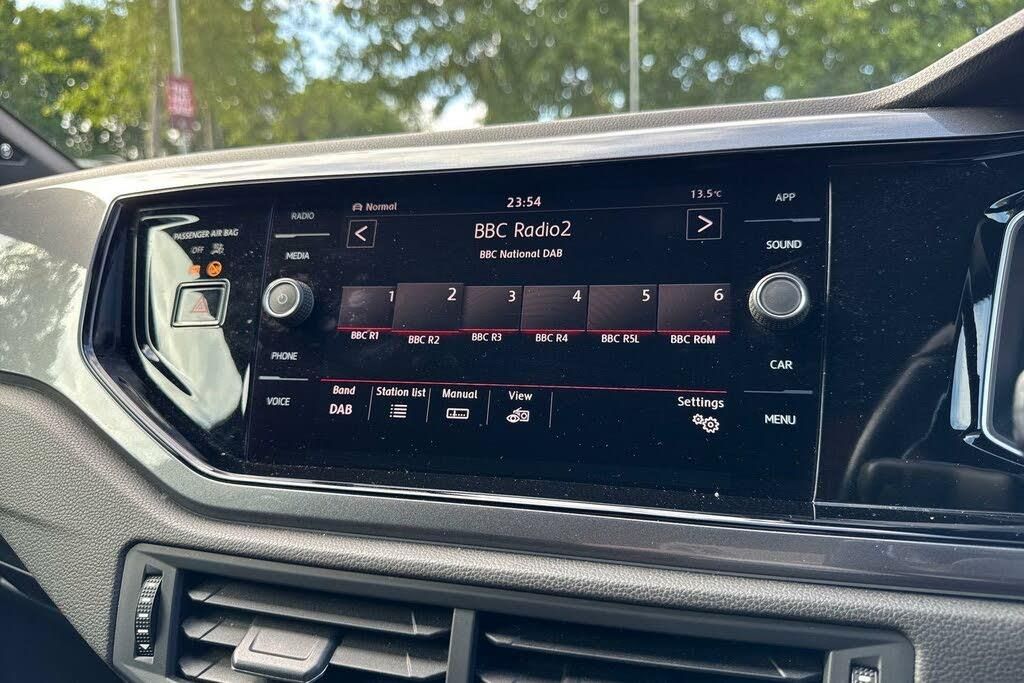 PASSENGER AIR BAG
OFF
RADIO
MEDIA
PHONE
VOICE
Normal
23:54
13.5°C
<
BBC Radio2
>
BBC National DAB
1 2 3 4 5 6
BBC R1 BBC R2 BBC R3 BBC R4 BBC R5L BBC R6M
Band Station list Manual View Settings
DAB
APP
SOUND
CAR
MENU